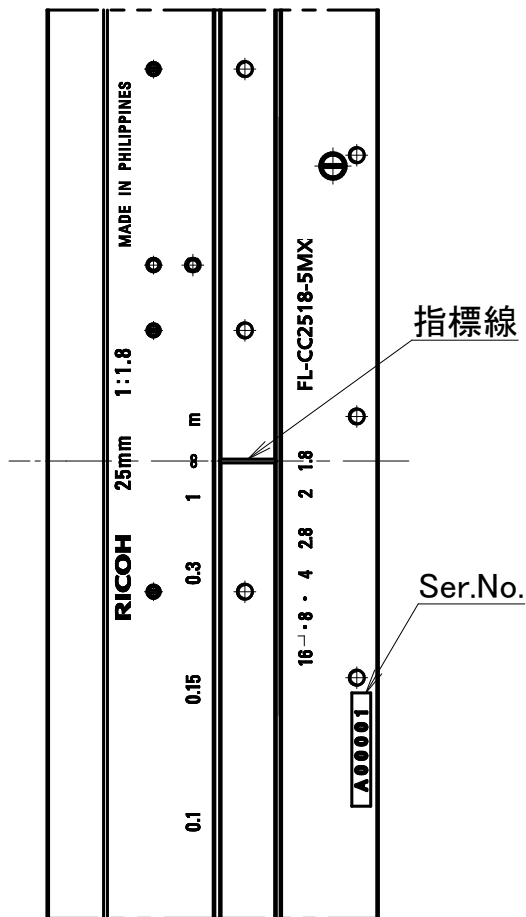 MADE IN PHILIPPINES
RICOH 25mm 1:1.8
0.1 0.15 0.3 1 ∞ m
指標線
FL-CC2518-5MX
16 ・ 8 ・ 4 2.8 2 1.8
Ser.No.
A00001